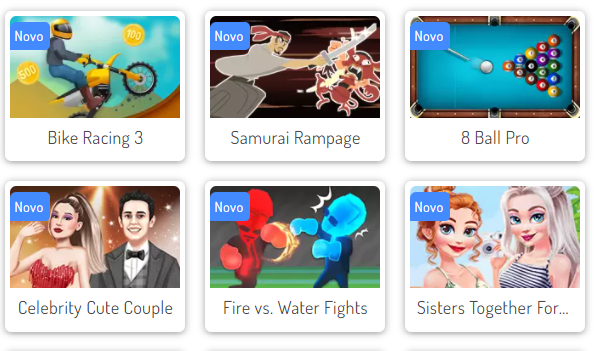 Novo
500
100
Bike Racing 3
Novo
Samurai Rampage
Novo
8 Ball Pro
Novo
Celebrity Cute Couple
Novo
Fire vs. Water Fights
Novo
Sisters Together For...